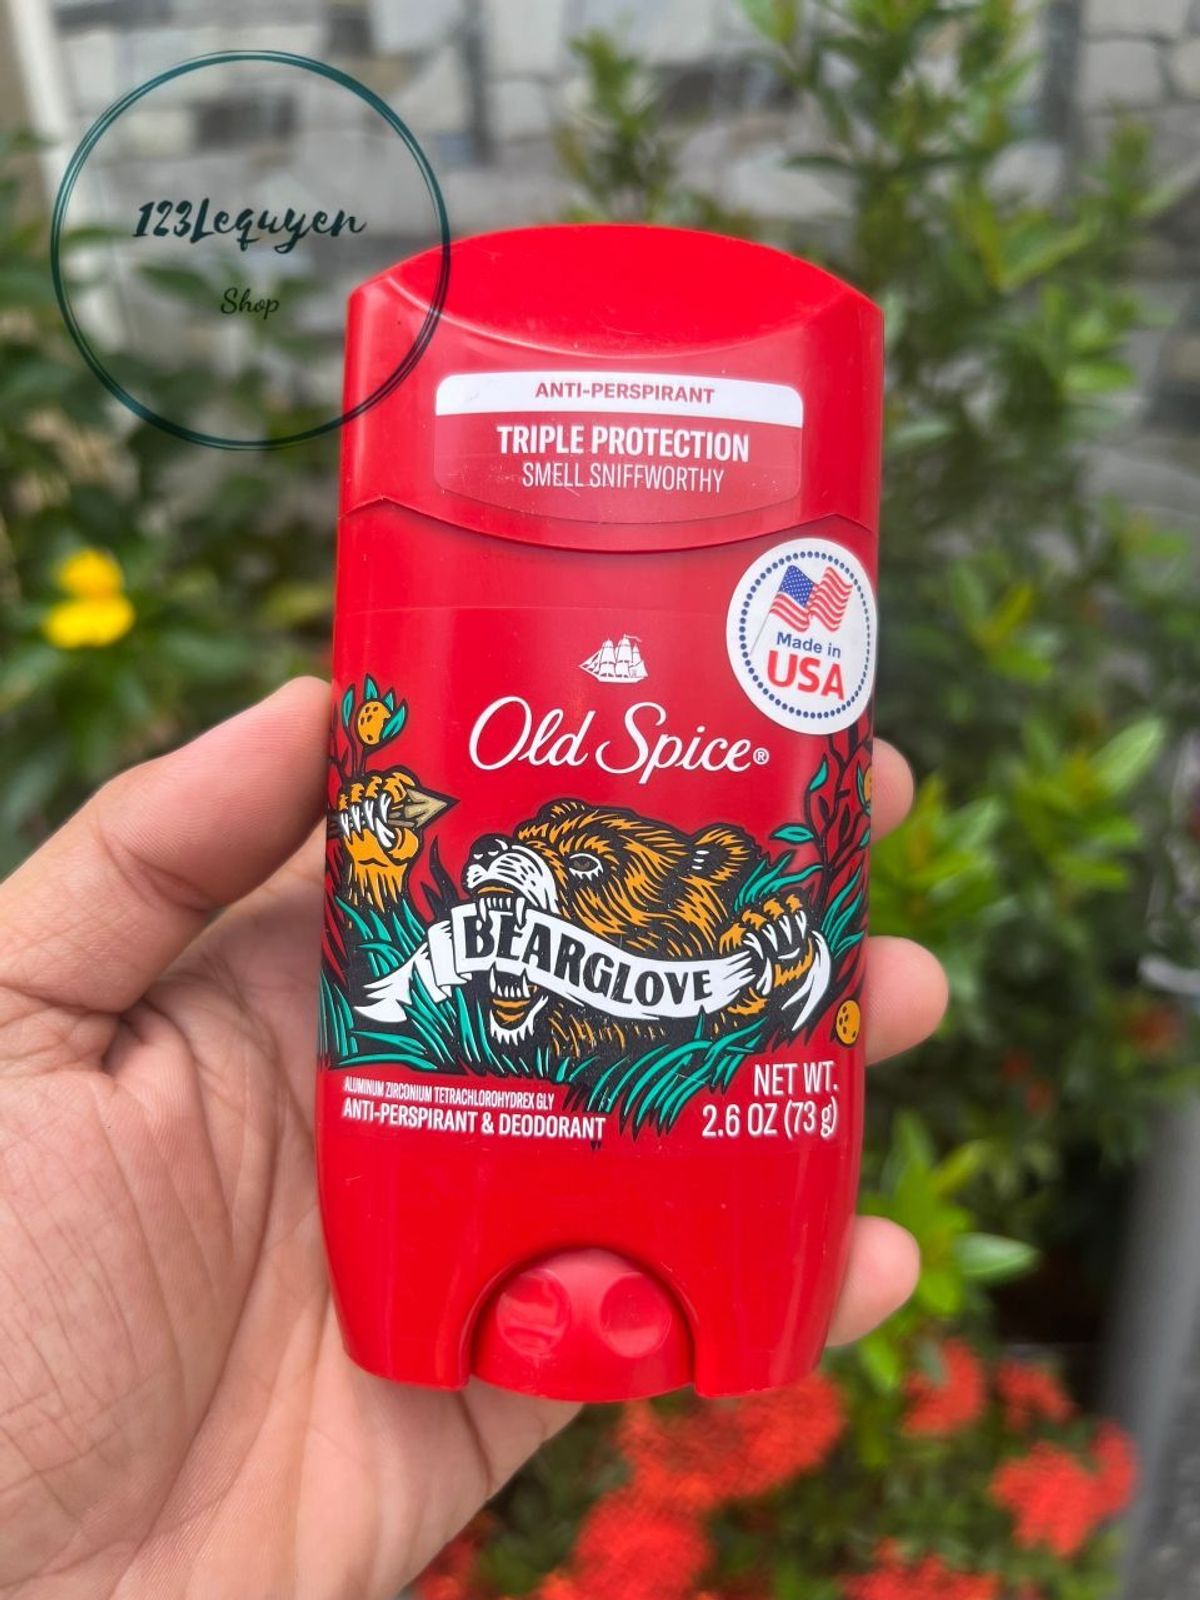 123Lequyen
Shop
ANTI-PERSPIRANT
TRIPLE PROTECTION
SMELL SNIFFWORTHY
Made in
USA
Old Spice®
BEARGLOVE
ALUMINUM ZIRCONIUM TETRACHLOROHYDREX GLY
ANTI-PERSPIRANT & DEODORANT
NET WT.
2.6 OZ (73 g)